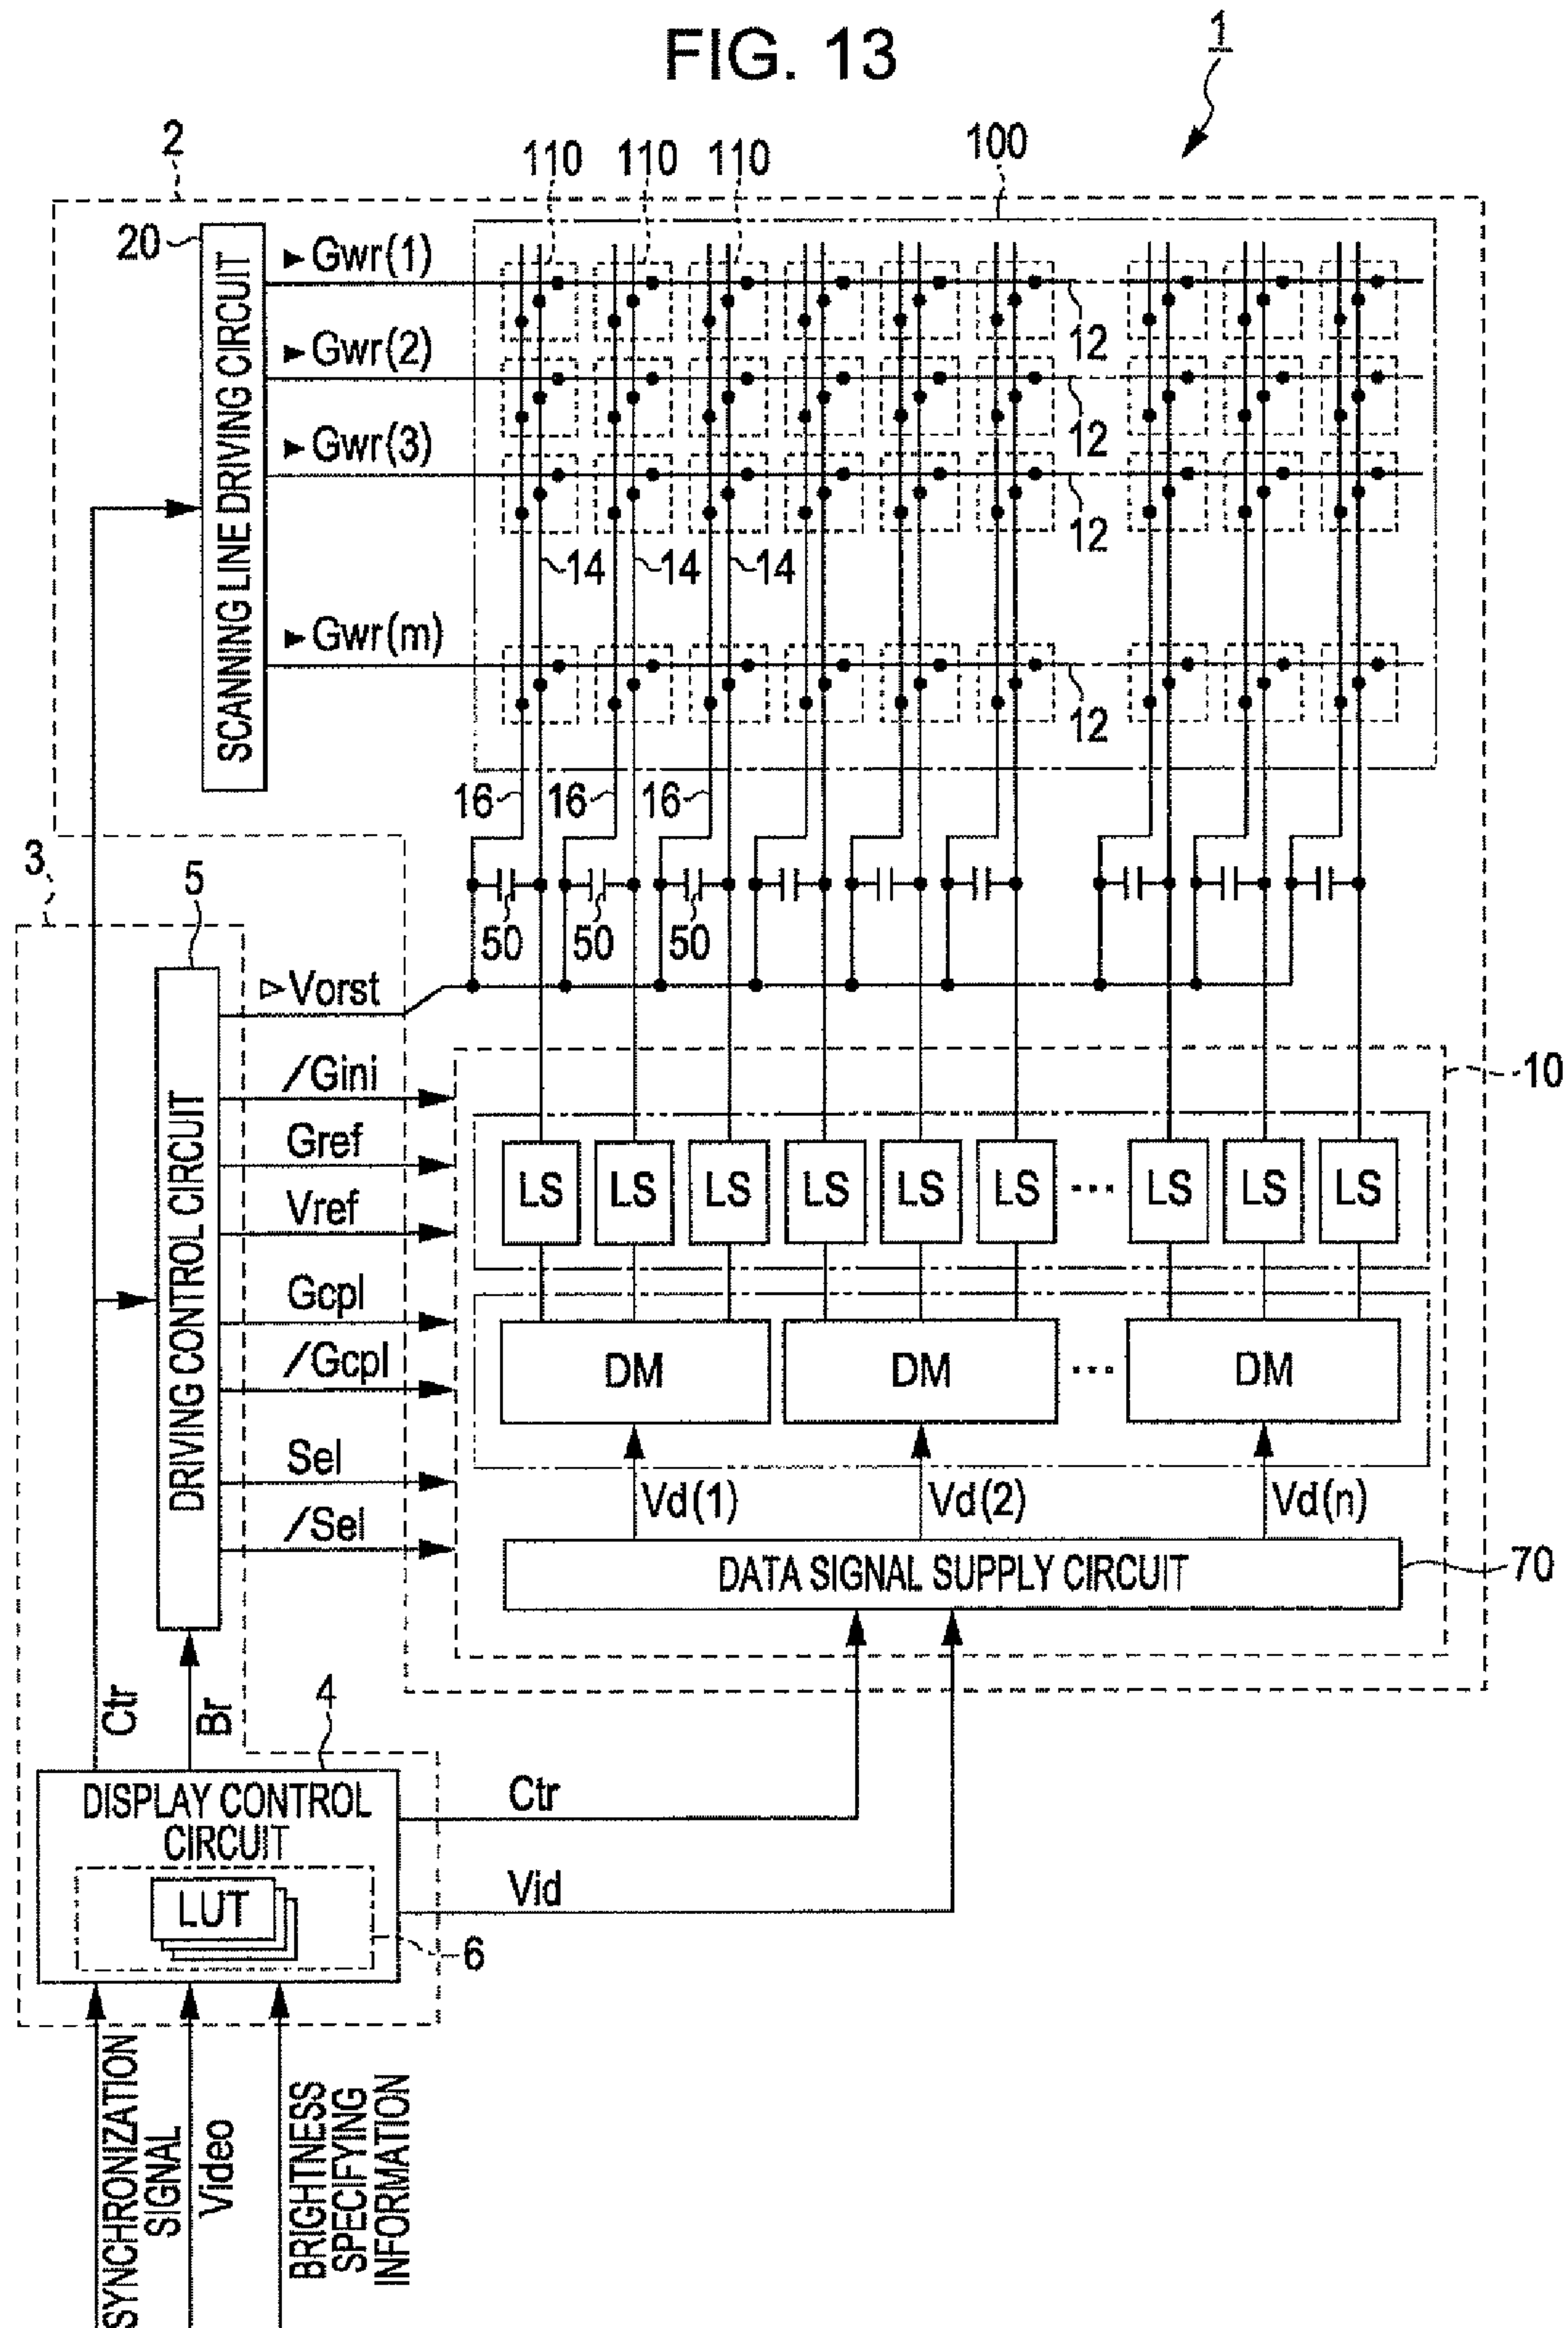 FIG. 13
1
2
110 110 110
100
20
SCANNING LINE DRIVING CIRCUIT
Gwr(1)
12
Gwr(2)
12
Gwr(3)
12
14 14 14
Gwr(m)
12
16 16 16
3
5
50 50 50
DRIVING CONTROL CIRCUIT
Vorst
/Gini
10
Gref
LS LS LS LS LS LS ... LS LS LS
Vref
Gcpl
/Gcpl
DM DM ... DM
Sel
Vd(1) Vd(2) Vd(n)
/Sel
DATA SIGNAL SUPPLY CIRCUIT
70
Ctr
Br
4
DISPLAY CONTROL
CIRCUIT
Ctr
LUT
Vid
6
SYNCHRONIZATION
SIGNAL
Video
BRIGHTNESS
SPECIFYING
INFORMATION